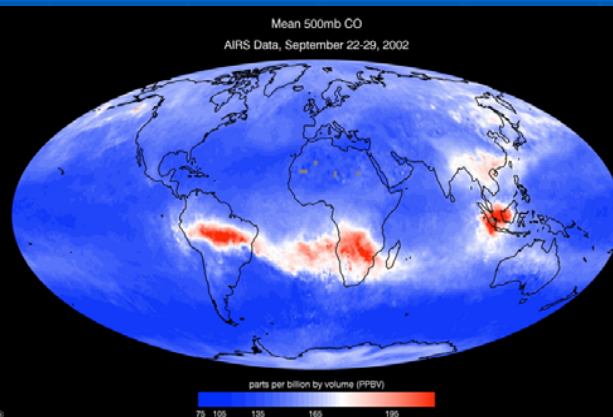 Mean 500mb CO
AIRS Data, September 22-29, 2002
parts per billion by volume (PPBV)
75 105 135 165 195